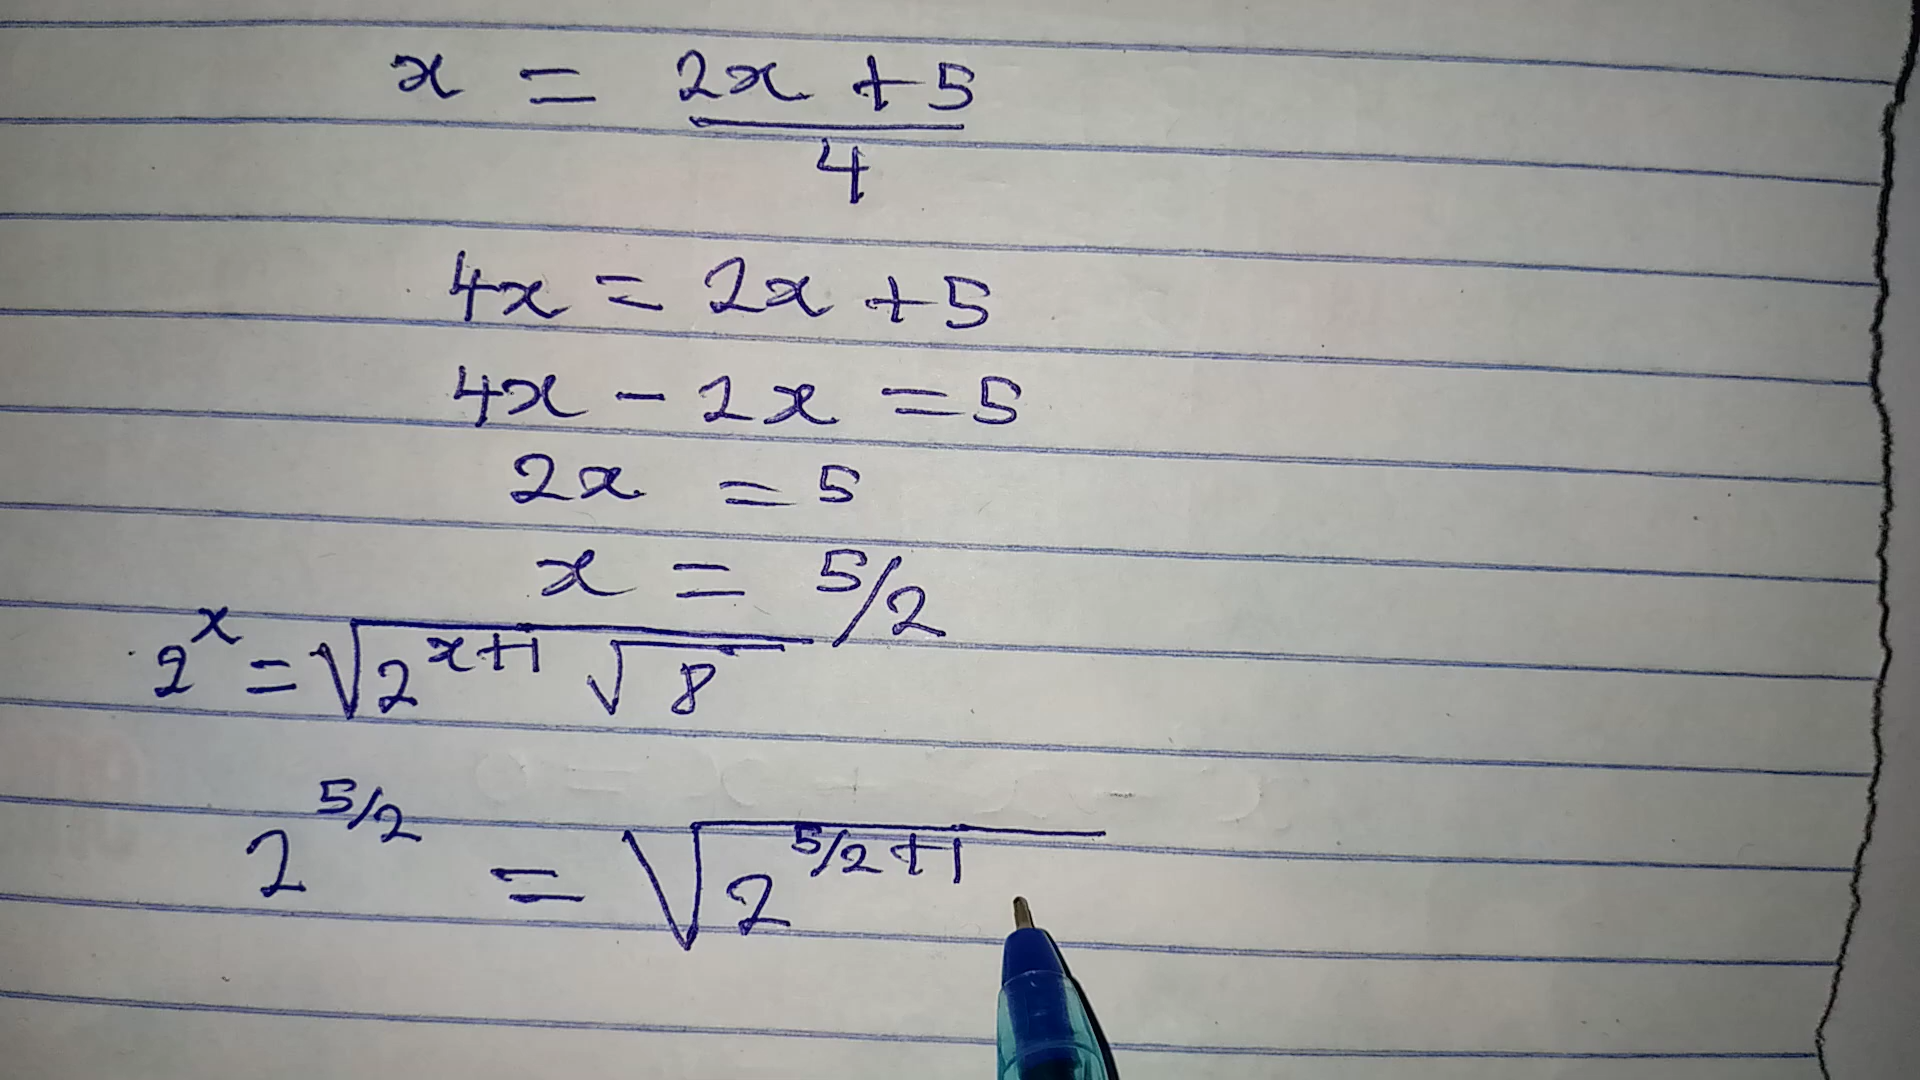 x = (2x + 5)/4
4x = 2x + 5
4x - 2x = 5
2x = 5
x = 5/2
2^x = √(2^(x+1) √8)
2^(5/2) = √(2^(5/2+1))